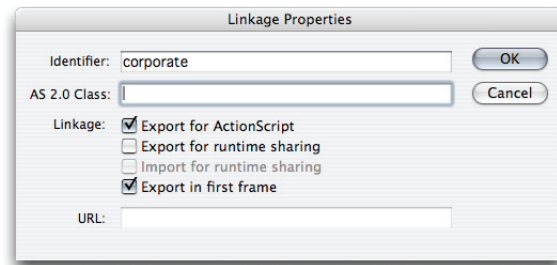 Linkage Properties
Identifier: corporate OK
AS 2.0 Class: Cancel
Linkage: Export for ActionScript
Export for runtime sharing
Import for runtime sharing
Export in first frame
URL: